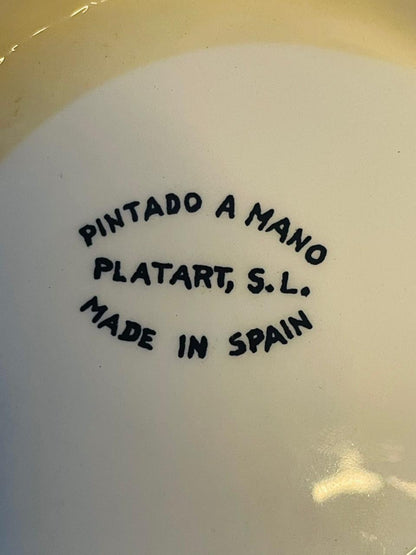 PINTADO A MANO
PLATART, S.L.
MADE IN SPAIN